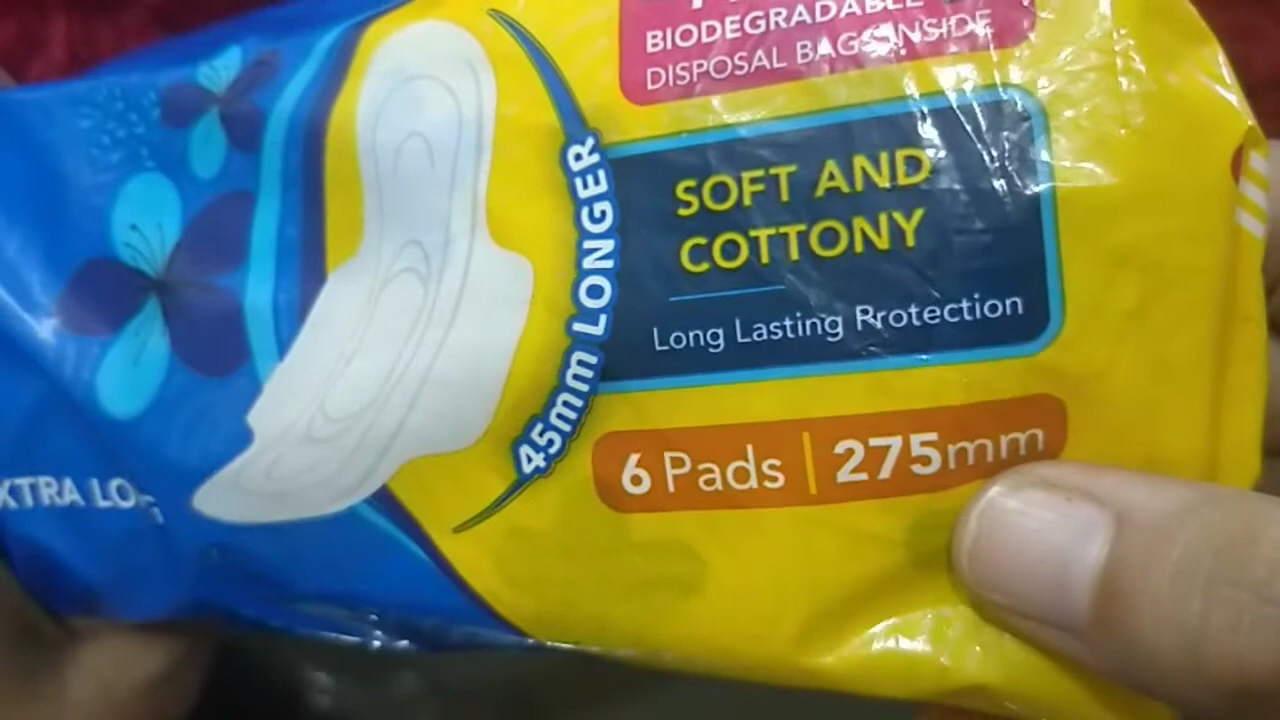 BIODEGRADABLE
DISPOSAL BAGS INSIDE
SOFT AND
COTTONY
Long Lasting Protection
45mm LONGER
6 Pads | 275mm